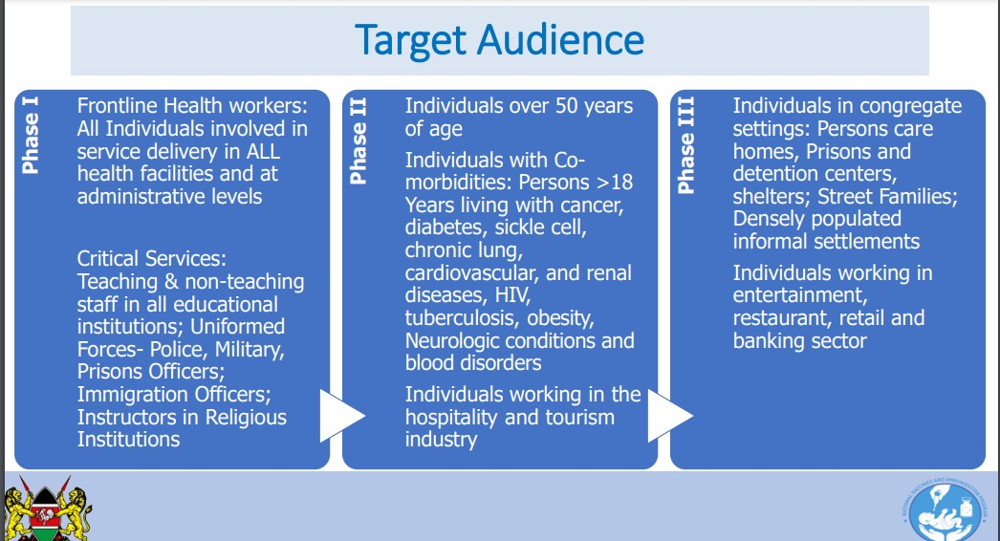 Target Audience
Phase I
Frontline Health workers:
All Individuals involved in
service delivery in ALL
health facilities and at
administrative levels
Critical Services:
Teaching & non-teaching
staff in all educational
institutions; Uniformed
Forces- Police, Military,
Prisons Officers;
Immigration Officers;
Instructors in Religious
Institutions
Phase II
Individuals over 50 years
of age
Individuals with Co-
morbidities: Persons >18
Years living with cancer,
diabetes, sickle cell,
chronic lung,
cardiovascular, and renal
diseases, HIV,
tuberculosis, obesity,
Neurologic conditions and
blood disorders
Individuals working in the
hospitality and tourism
industry
Phase III
Individuals in congregate
settings: Persons care
homes, Prisons and
detention centers,
shelters; Street Families;
Densely populated
informal settlements
Individuals working in
entertainment,
restaurant, retail and
banking sector
NATIONAL VACCINES AND IMMUNIZATION PROGRAM